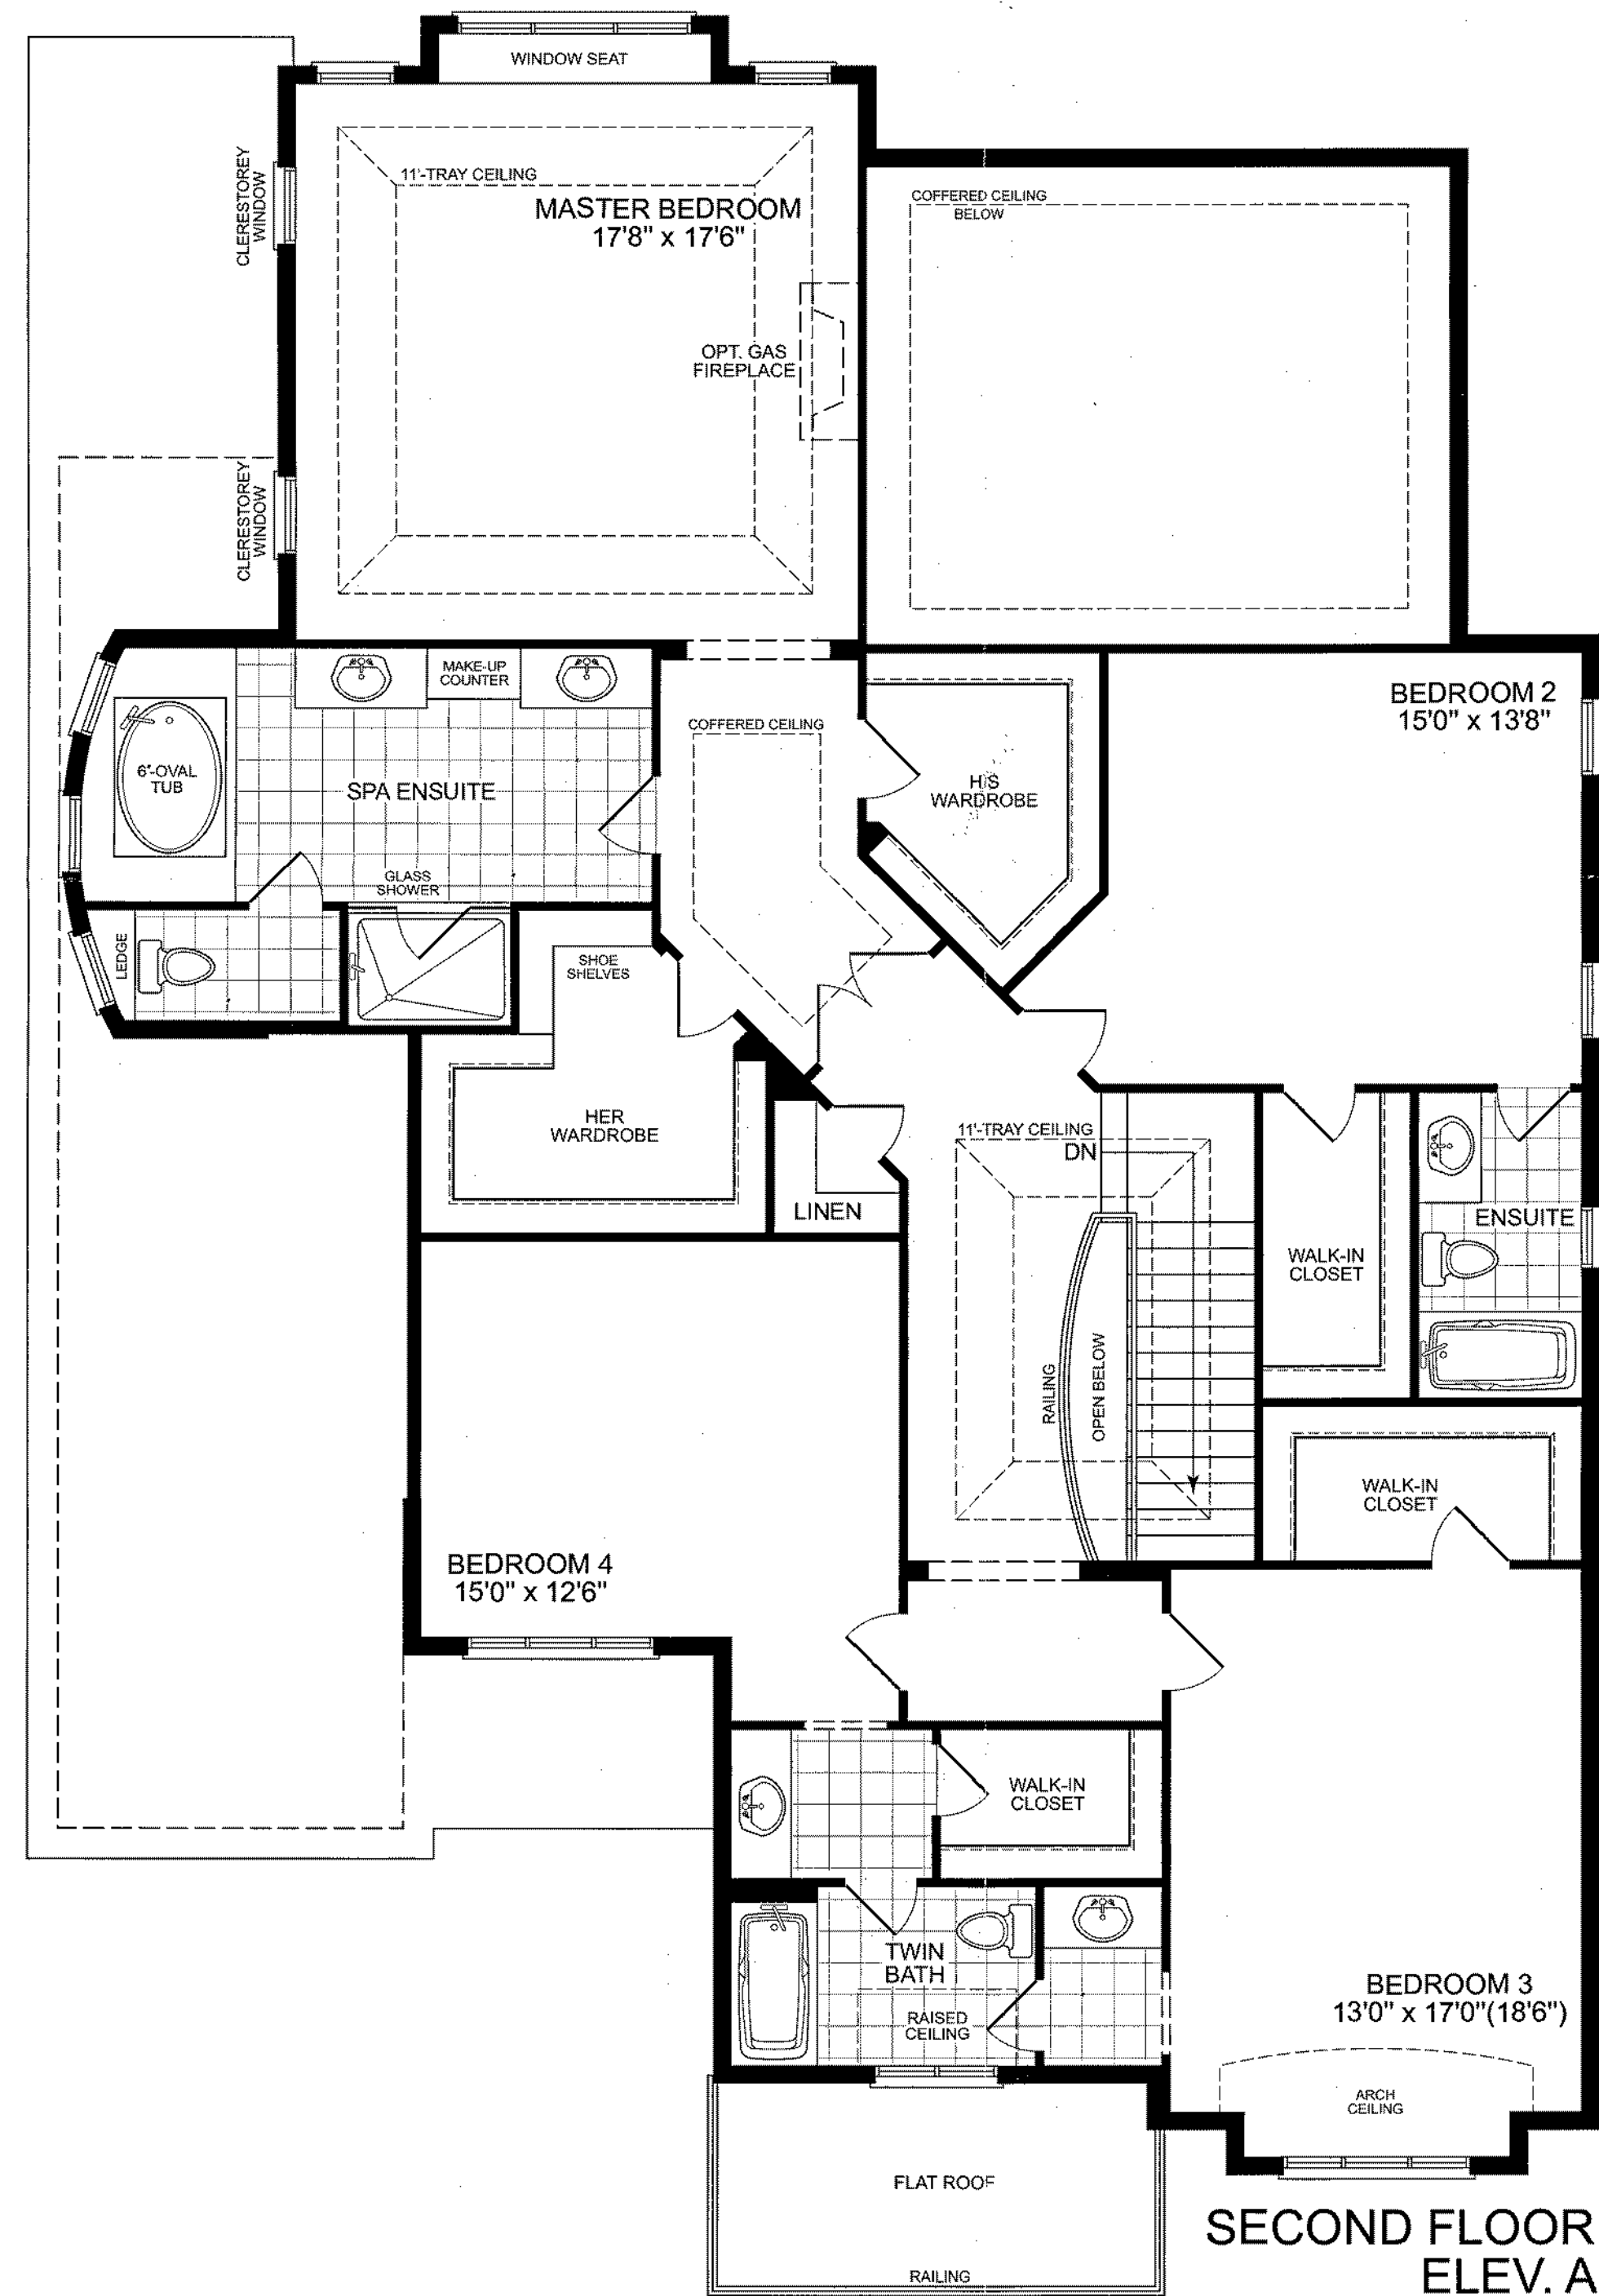 WINDOW SEAT
CLERESTOREY
WINDOW
11'-TRAY CEILING
MASTER BEDROOM
17'8" x 17'6"
COFFERED CEILING
BELOW
OPT. GAS
FIREPLACE
CLERESTOREY
WINDOW
MAKE-UP
COUNTER
BEDROOM 2
15'0" x 13'8"
COFFERED CEILING
6'-OVAL
TUB
SPA ENSUITE
HIS
WARDROBE
GLASS
SHOWER
LEDGE
SHOE
SHELVES
HER
WARDROBE
11'-TRAY CEILING
DN
LINEN
ENSUITE
WALK-IN
CLOSET
RAILING
OPEN BELOW
WALK-IN
CLOSET
BEDROOM 4
15'0" x 12'6"
WALK-IN
CLOSET
TWIN
BATH
RAISED
CEILING
BEDROOM 3
13'0" x 17'0"(18'6")
ARCH
CEILING
FLAT ROOF
RAILING
SECOND FLOOR
ELEV. A